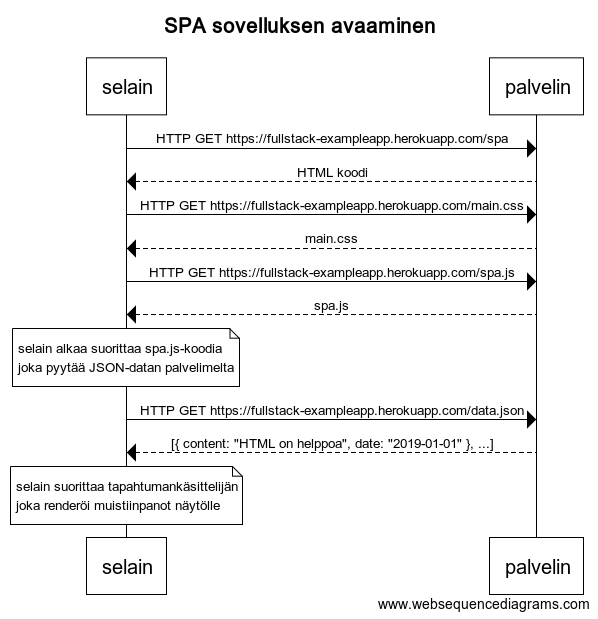 SPA sovelluksen avaaminen
selain
palvelin
HTTP GET https://fullstack-exampleapp.herokuapp.com/spa
HTML koodi
HTTP GET https://fullstack-exampleapp.herokuapp.com/main.css
main.css
HTTP GET https://fullstack-exampleapp.herokuapp.com/spa.js
spa.js
selain alkaa suorittaa spa.js-koodia
joka pyytää JSON-datan palvelimelta
HTTP GET https://fullstack-exampleapp.herokuapp.com/data.json
[{ content: "HTML on helppoa", date: "2019-01-01" }, ...]
selain suorittaa tapahtumankäsittelijän
joka renderöi muistiinpanot näytölle
selain
palvelin
www.websequencediagrams.com